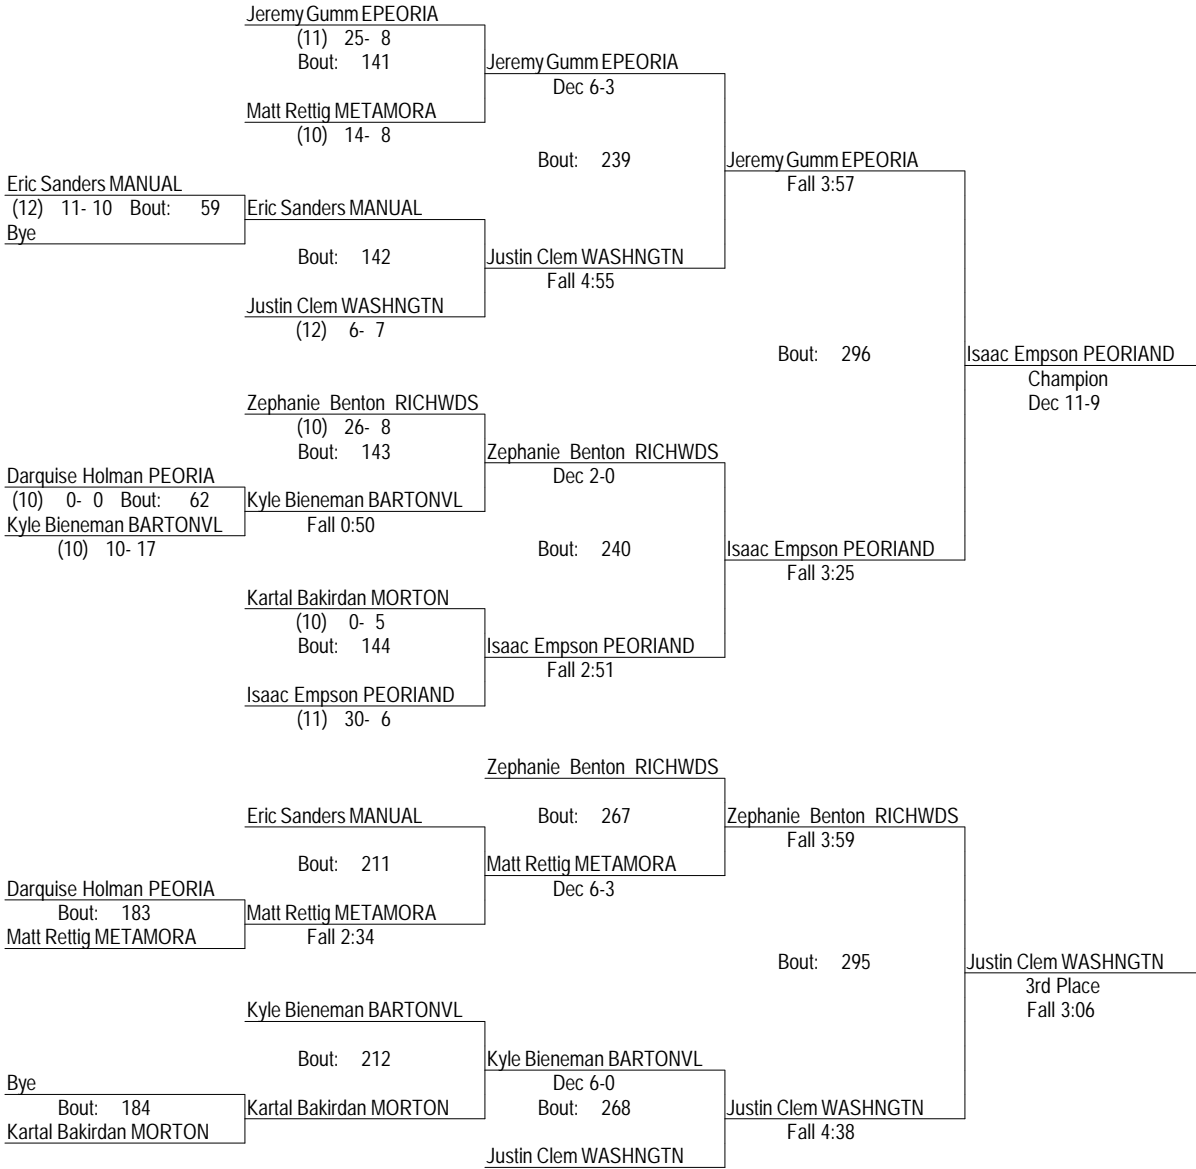 Jeremy Gumm EPEORIA
(11) 25- 8
Bout: 141
Jeremy Gumm EPEORIA
Dec 6-3
Matt Rettig METAMORA
(10) 14- 8
Bout: 239
Jeremy Gumm EPEORIA
Fall 3:57
Eric Sanders MANUAL
(12) 11- 10 Bout: 59
Eric Sanders MANUAL
Bye
Bout: 142
Justin Clem WASHNGTN
Fall 4:55
Justin Clem WASHNGTN
(12) 6- 7
Bout: 296
Isaac Empson PEORIAND
Champion
Dec 11-9
Zephanie Benton RICHWDS
(10) 26- 8
Bout: 143
Zephanie Benton RICHWDS
Dec 2-0
Darquise Holman PEORIA
(10) 0- 0 Bout: 62
Kyle Bieneman BARTONVL
Fall 0:50
Kyle Bieneman BARTONVL
(10) 10- 17
Bout: 240
Isaac Empson PEORIAND
Fall 3:25
Kartal Bakirdan MORTON
(10) 0- 5
Bout: 144
Isaac Empson PEORIAND
Fall 2:51
Isaac Empson PEORIAND
(11) 30- 6
Zephanie Benton RICHWDS
Eric Sanders MANUAL
Bout: 267
Zephanie Benton RICHWDS
Fall 3:59
Bout: 211
Matt Rettig METAMORA
Dec 6-3
Darquise Holman PEORIA
Bout: 183
Matt Rettig METAMORA
Fall 2:34
Matt Rettig METAMORA
Bout: 295
Justin Clem WASHNGTN
3rd Place
Fall 3:06
Kyle Bieneman BARTONVL
Bout: 212
Kyle Bieneman BARTONVL
Dec 6-0
Bye
Bout: 184
Kartal Bakirdan MORTON
Bout: 268
Justin Clem WASHNGTN
Fall 4:38
Kartal Bakirdan MORTON
Justin Clem WASHNGTN